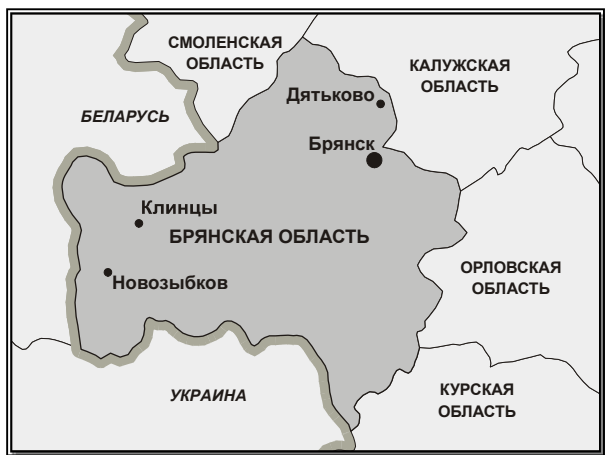 СМОЛЕНСКАЯ
ОБЛАСТЬ
КАЛУЖСКАЯ
ОБЛАСТЬ
Дятьково
БЕЛАРУСЬ
Брянск
Клинцы
БРЯНСКАЯ ОБЛАСТЬ
ОРЛОВСКАЯ
ОБЛАСТЬ
Новозыбков
УКРАИНА
КУРСКАЯ
ОБЛАСТЬ